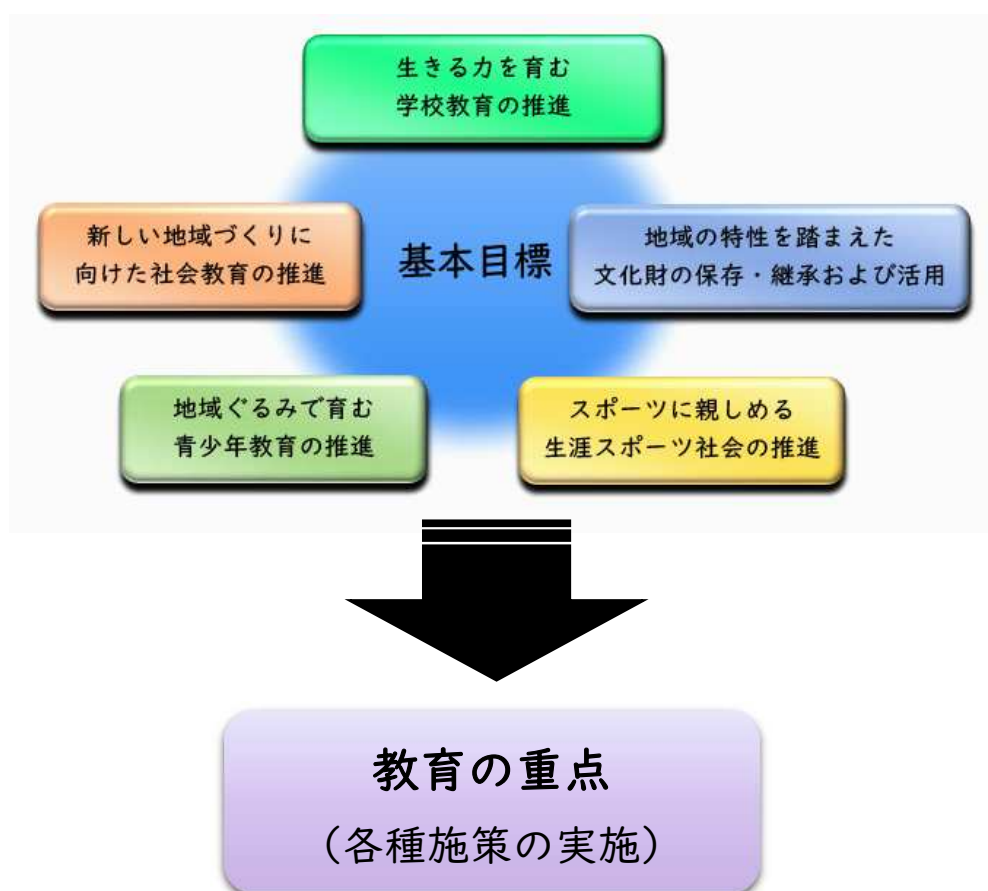 生きる力を育む
学校教育の推進
新しい地域づくりに
向けた社会教育の推進
基本目標
地域の特性を踏まえた
文化財の保存・継承および活用
地域ぐるみで育む
青少年教育の推進
スポーツに親しめる
生涯スポーツ社会の推進
教育の重点
（各種施策の実施）